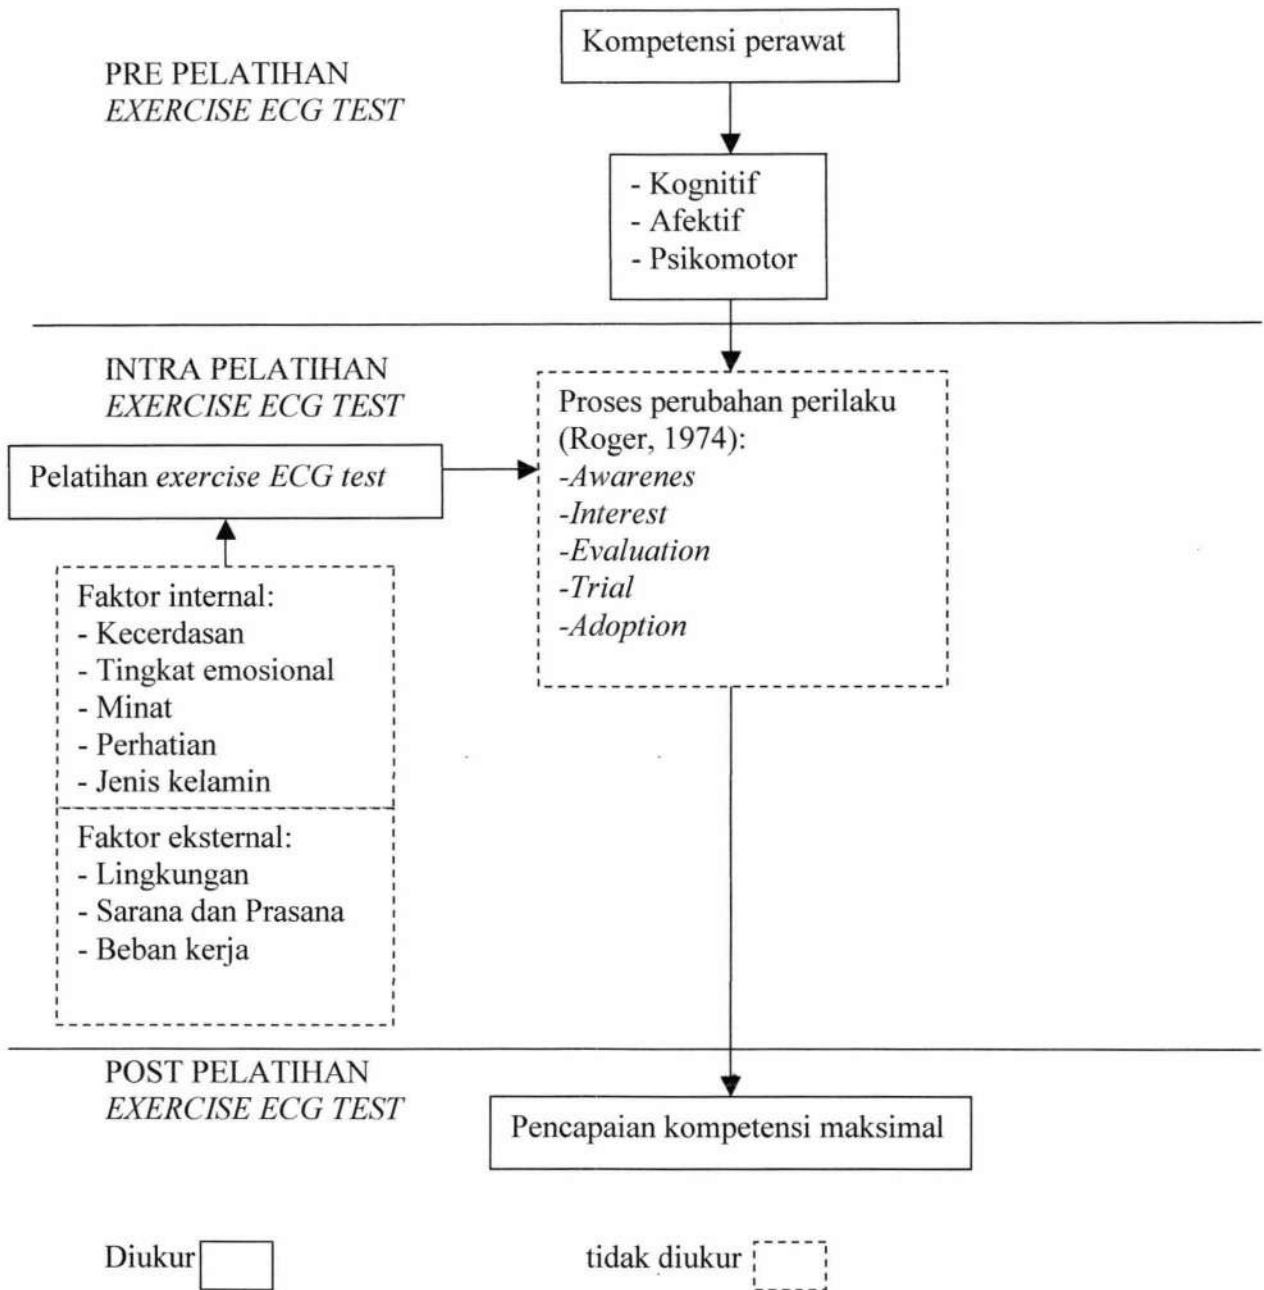 Kompetensi perawat
PRE PELATIHAN
EXERCISE ECG TEST
- Kognitif
- Afektif
- Psikomotor
INTRA PELATIHAN
EXERCISE ECG TEST
Pelatihan exercise ECG test
Proses perubahan perilaku
(Roger, 1974):
-Awarenes
-Interest
-Evaluation
-Trial
-Adoption
Faktor internal:
- Kecerdasan
- Tingkat emosional
- Minat
- Perhatian
- Jenis kelamin
Faktor eksternal:
- Lingkungan
- Sarana dan Prasana
- Beban kerja
POST PELATIHAN
EXERCISE ECG TEST
Pencapaian kompetensi maksimal
Diukur
tidak diukur